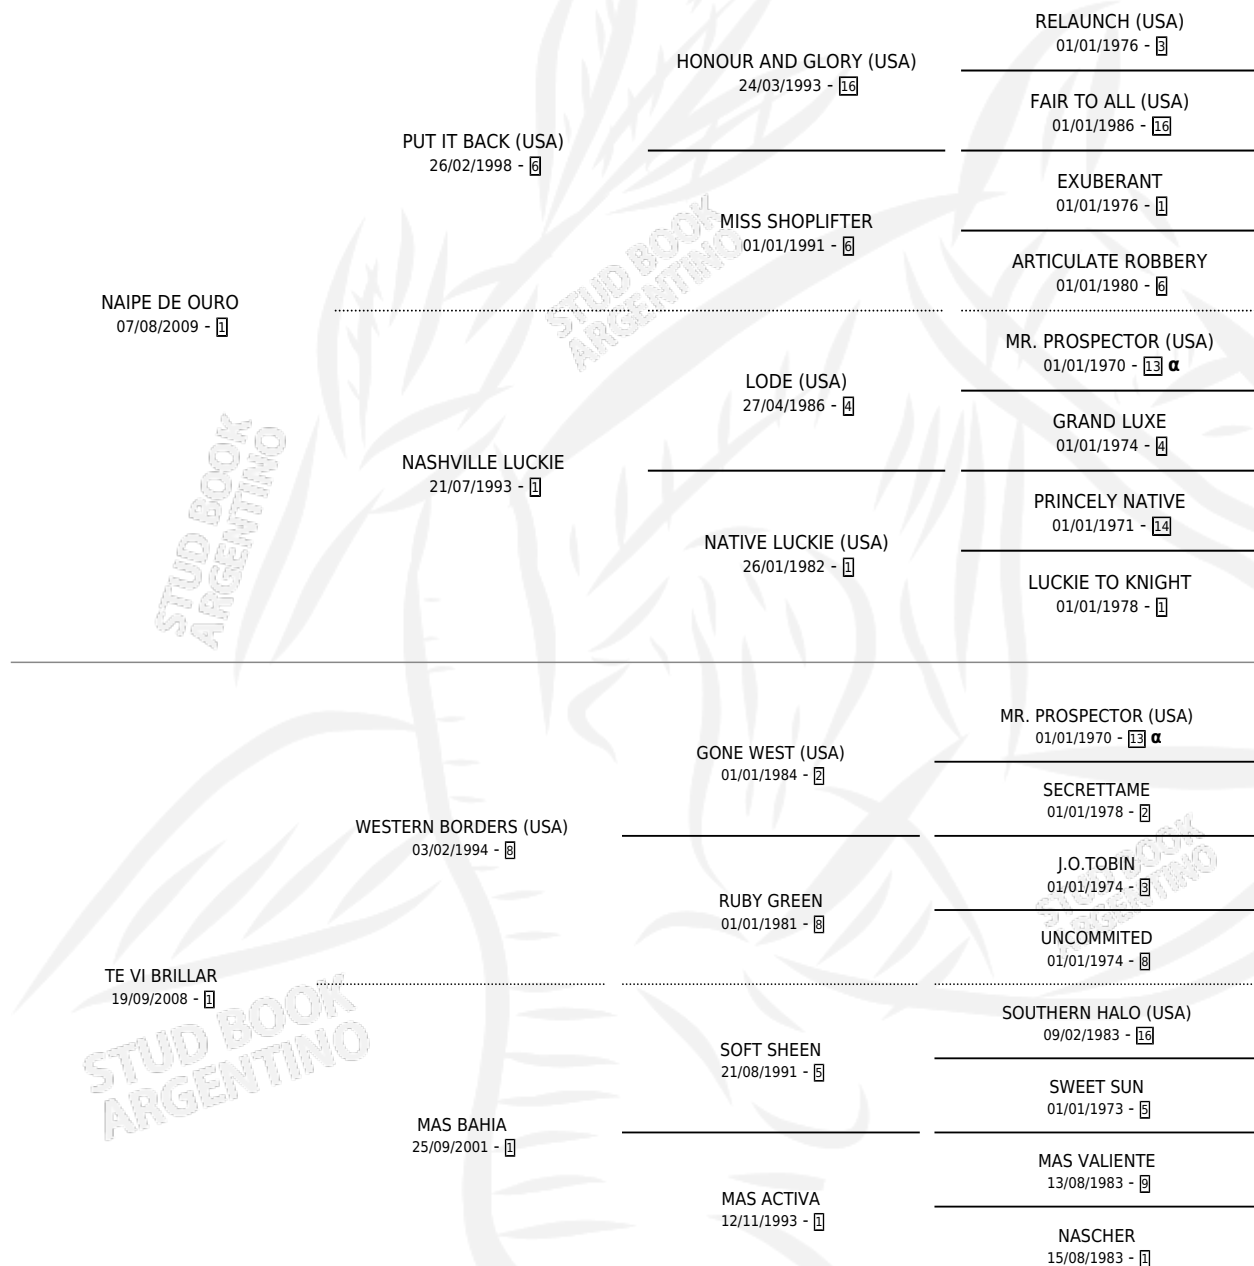 RELAUNCH (USA)
01/01/1976 - 3
HONOUR AND GLORY (USA)
24/03/1993 - 16
FAIR TO ALL (USA)
01/01/1986 - 16
PUT IT BACK (USA)
26/02/1998 - 6
EXUBERANT
01/01/1976 - 1
MISS SHOPLIFTER
01/01/1991 - 6
ARTICULATE ROBBERY
01/01/1980 - 6
NAIPE DE OURO
07/08/2009 - 1
MR. PROSPECTOR (USA)
01/01/1970 - 13 α
LODE (USA)
27/04/1986 - 4
GRAND LUXE
01/01/1974 - 4
NASHVILLE LUCKIE
21/07/1993 - 1
PRINCELY NATIVE
01/01/1971 - 14
NATIVE LUCKIE (USA)
26/01/1982 - 1
LUCKIE TO KNIGHT
01/01/1978 - 1
MR. PROSPECTOR (USA)
01/01/1970 - 13 α
GONE WEST (USA)
01/01/1984 - 2
SECRETTAME
01/01/1978 - 2
WESTERN BORDERS (USA)
03/02/1994 - 8
J.O.TOBIN
01/01/1974 - 3
RUBY GREEN
01/01/1981 - 8
UNCOMMITED
01/01/1974 - 8
TE VI BRILLAR
19/09/2008 - 1
SOUTHERN HALO (USA)
09/02/1983 - 16
SOFT SHEEN
21/08/1991 - 5
SWEET SUN
01/01/1973 - 5
MAS BAHIA
25/09/2001 - 1
MAS VALIENTE
13/08/1983 - 9
MAS ACTIVA
12/11/1993 - 1
NASCHER
15/08/1983 - 1
STUD BOOK
ARGENTINO
STUD BOOK
ARGENTINO
STUD BOOK
ARGENTINO
STUD BOOK
ARGENTINO